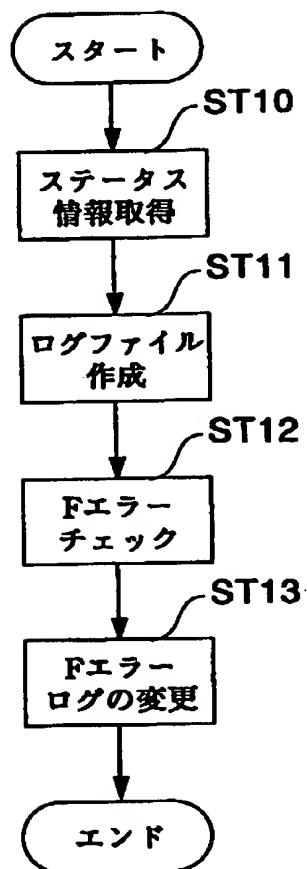 スタート
ST10
ステータス
情報取得
ST11
ログファイル
作成
ST12
Fエラー
チェック
ST13
Fエラー
ログの変更
エンド